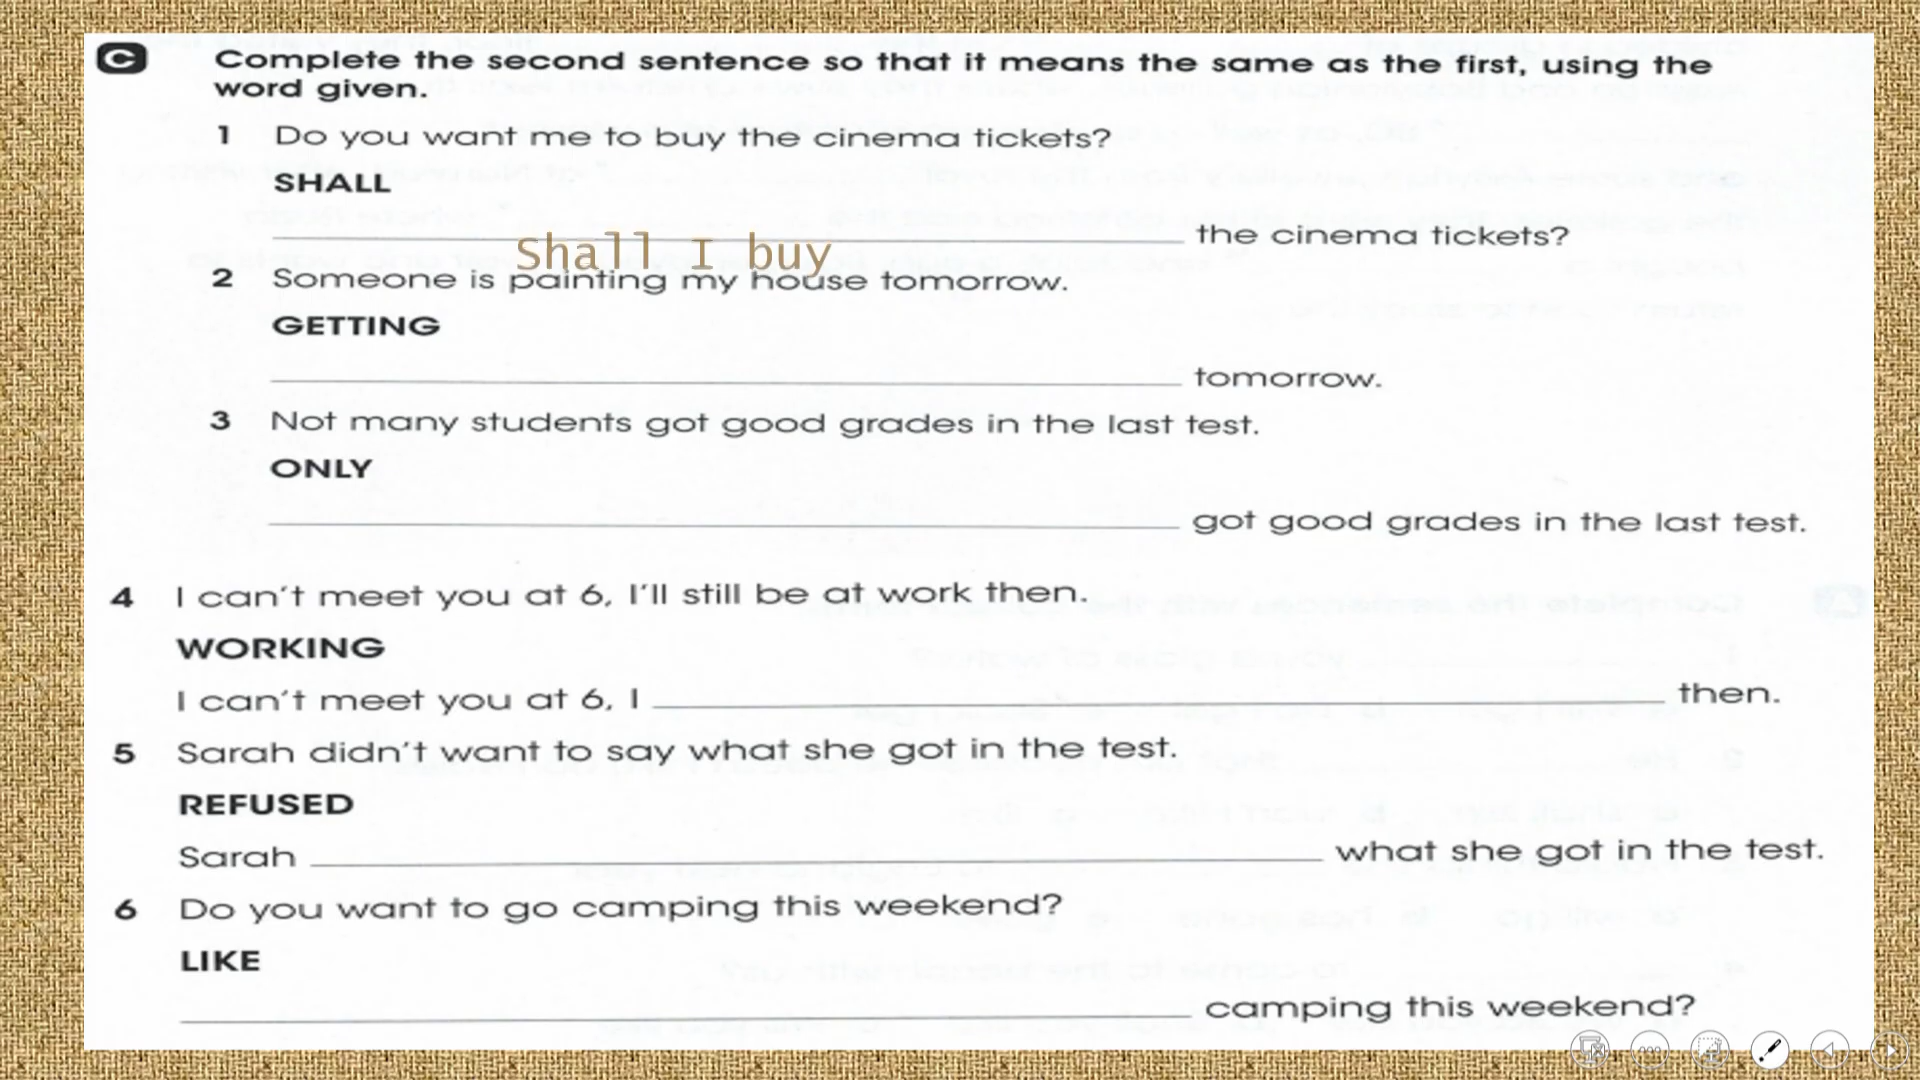 C Complete the second sentence so that it means the same as the first, using the
word given.
1 Do you want me to buy the cinema tickets?
SHALL
Shall I buy the cinema tickets?
2 Someone is painting my house tomorrow.
GETTING
tomorrow.
3 Not many students got good grades in the last test.
ONLY
got good grades in the last test.
4 I can't meet you at 6, I'll still be at work then.
WORKING
I can't meet you at 6, I then.
5 Sarah didn't want to say what she got in the test.
REFUSED
Sarah what she got in the test.
6 Do you want to go camping this weekend?
LIKE
camping this weekend?